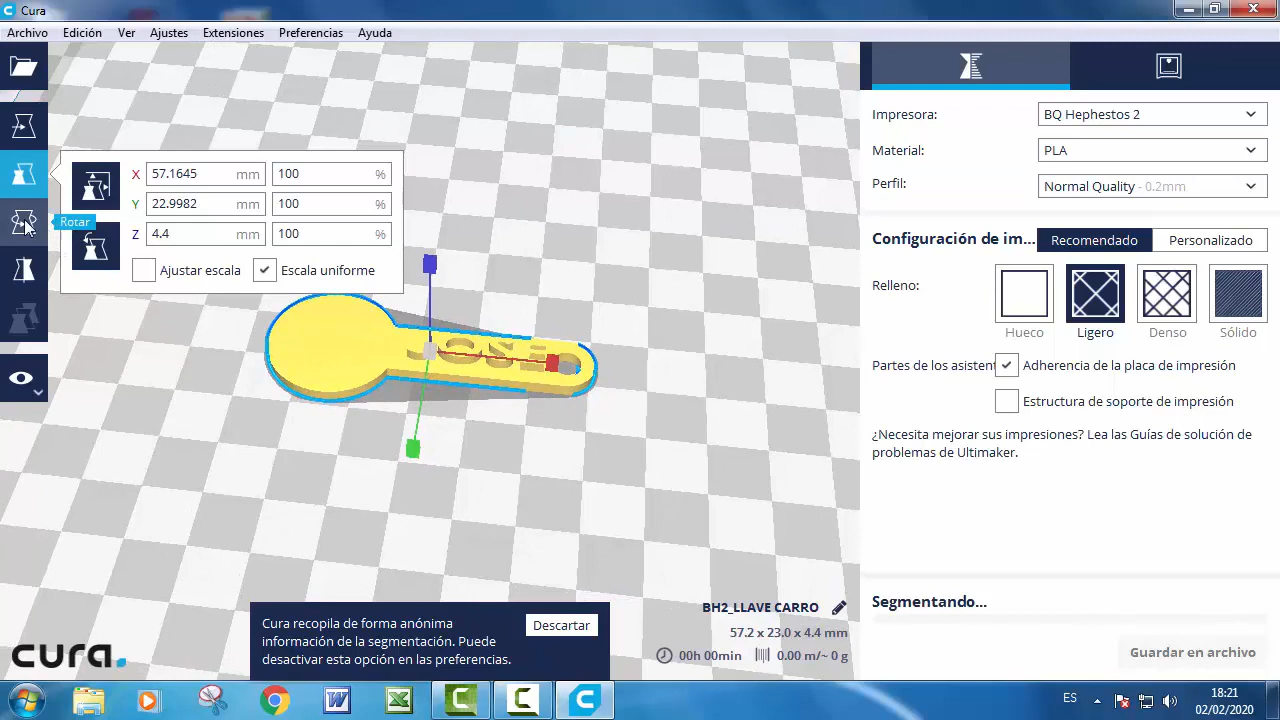 Cura
Archivo Edición Ver Ajustes Extensiones Preferencias Ayuda
Impresora: BQ Hephestos 2
Material: PLA
Perfil: Normal Quality - 0.2mm
X 57.1645 mm 100 %
Y 22.9982 mm 100 %
Z 4.4 mm 100 %
Rotar
Ajustar escala Escala uniforme
Configuración de im... Recomendado Personalizado
Relleno:
Hueco Ligero Denso Sólido
JOSE
Partes de los asistent Adherencia de la placa de impresión
Estructura de soporte de impresión
¿Necesita mejorar sus impresiones? Lea las Guías de solución de
problemas de Ultimaker.
Segmentando...
Guardar en archivo
BH2_LLAVE CARRO
57.2 x 23.0 x 4.4 mm
00h 00min 0.00 m/~ 0 g
Cura recopila de forma anónima
información de la segmentación. Puede
desactivar esta opción en las preferencias.
Descartar
cura.
ES
18:21
02/02/2020